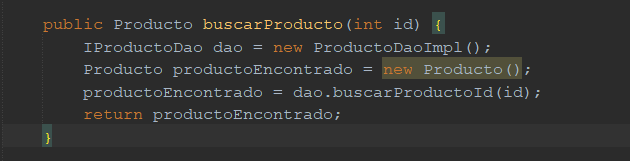 public Producto buscarProducto(int id) {
IProductoDao dao = new ProductoDaoImpl();
Producto productoEncontrado = new Producto();
productoEncontrado = dao.buscarProductoId(id);
return productoEncontrado;
}